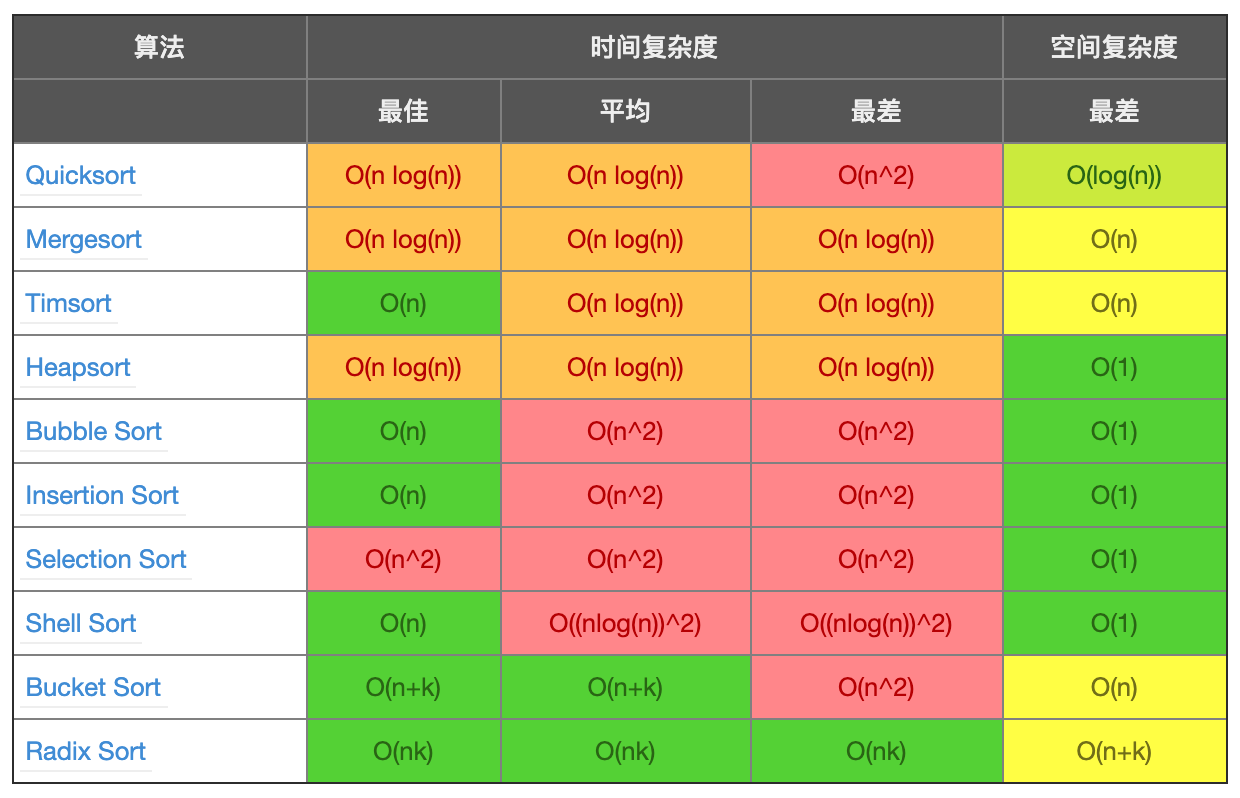 算法 时间复杂度 空间复杂度
最佳 平均 最差 最差
Quicksort O(n log(n)) O(n log(n)) O(n^2) O(log(n))
Mergesort O(n log(n)) O(n log(n)) O(n log(n)) O(n)
Timsort O(n) O(n log(n)) O(n log(n)) O(n)
Heapsort O(n log(n)) O(n log(n)) O(n log(n)) O(1)
Bubble Sort O(n) O(n^2) O(n^2) O(1)
Insertion Sort O(n) O(n^2) O(n^2) O(1)
Selection Sort O(n^2) O(n^2) O(n^2) O(1)
Shell Sort O(n) O((nlog(n))^2) O((nlog(n))^2) O(1)
Bucket Sort O(n+k) O(n+k) O(n^2) O(n)
Radix Sort O(nk) O(nk) O(nk) O(n+k)